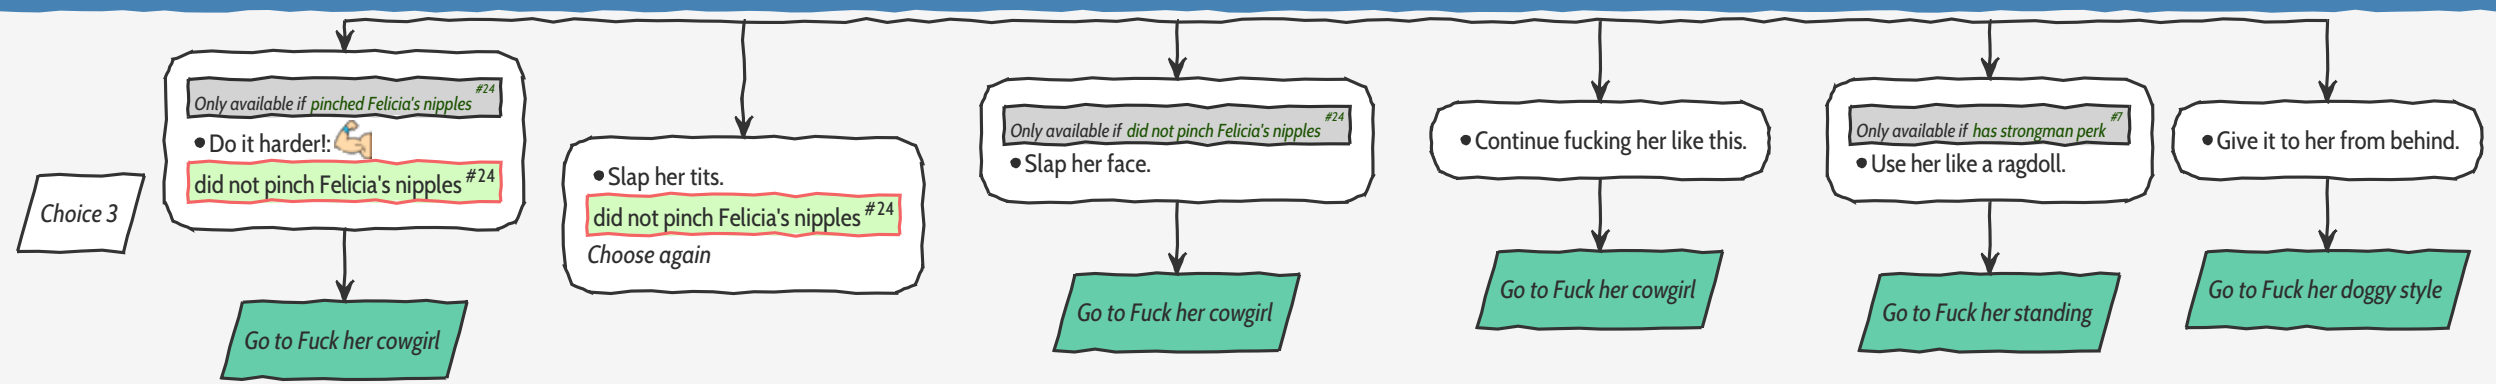 Choice 3
#24
Only available if pinched Felicia's nipples
• Do it harder!:
did not pinch Felicia's nipples #24
Go to Fuck her cowgirl
• Slap her tits.
did not pinch Felicia's nipples #24
Choose again
#24
Only available if did not pinch Felicia's nipples
• Slap her face.
Go to Fuck her cowgirl
• Continue fucking her like this.
Go to Fuck her cowgirl
#7
Only available if has strongman perk
• Use her like a ragdoll.
Go to Fuck her standing
• Give it to her from behind.
Go to Fuck her doggy style